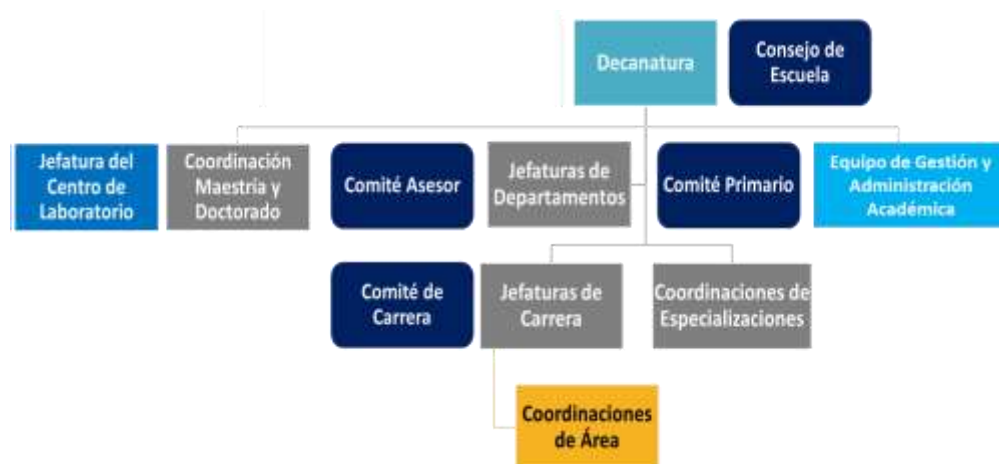 Decanatura
Consejo de
Escuela
Jefatura del
Centro de
Laboratorio
Coordinación
Maestría y
Doctorado
Comité Asesor
Jefaturas de
Departamentos
Comité Primario
Equipo de Gestión y
Administración
Académica
Comité de
Carrera
Jefaturas de
Carrera
Coordinaciones de
Especializaciones
Coordinaciones
de Área